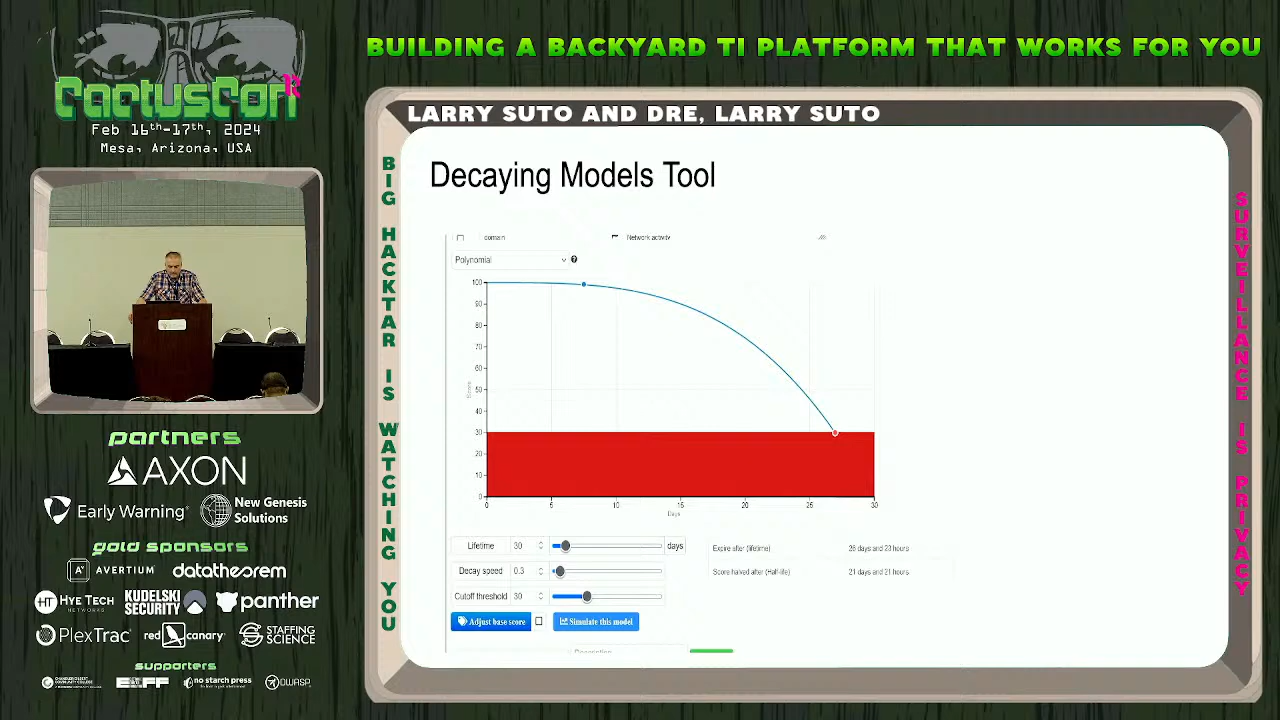 CactusCon
Feb 16th-17th, 2024
Mesa, Arizona, USA
BUILDING A BACKYARD TI PLATFORM THAT WORKS FOR YOU
LARRY SUTO AND DRE, LARRY SUTO
BIG HACKTAR IS WATCHING YOU
Decaying Models Tool
domain
Network activity
Polynomial
100
90
80
70
60
50
40
30
20
10
0
Score
0 5 10 15 20 25 30
Days
Lifetime 30 days
Decay speed 0.3
Cutoff threshold 30
Expire after (lifetime) 26 days and 23 hours
Score halved after (Half-life) 21 days and 21 hours
Adjust base score
Simulate this model
SURVEILLANCE IS PRIVACY
partners
AXON
Early Warning
New Genesis
Solutions
gold sponsors
AVERTIUM
datatheorem
HT HYE TECH
NETWORKS
KUDELSKI
SECURITY
panther
PlexTrac
red canary
STAFFING
SCIENCE
supporters
EFF
no starch press
OWASP